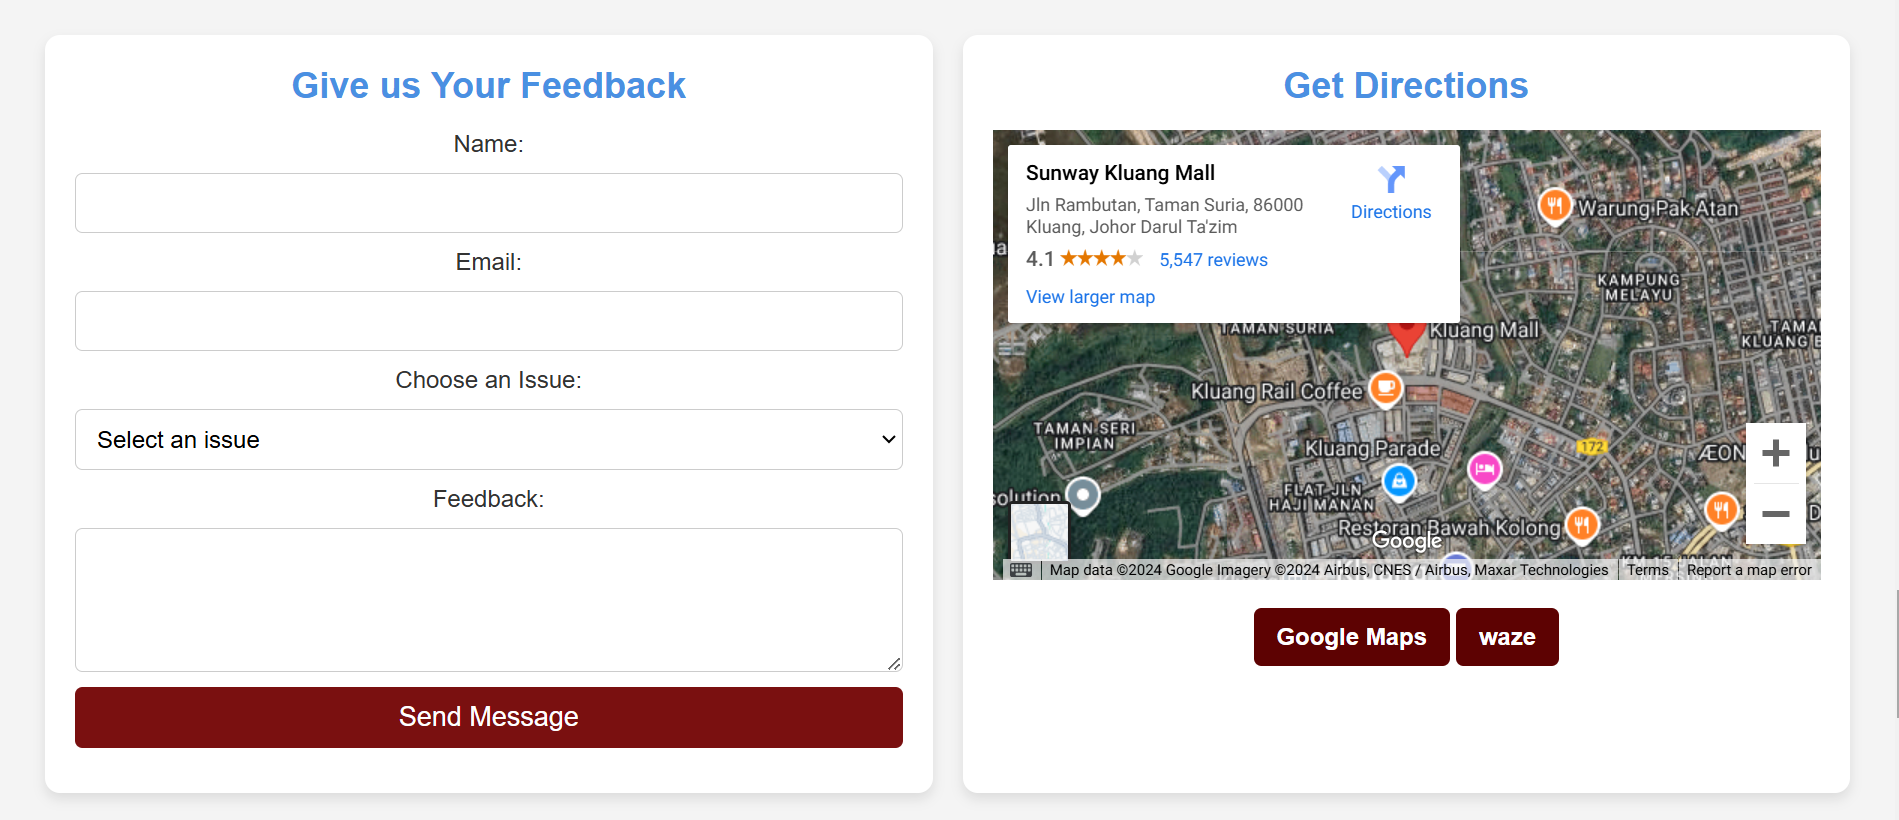 Give us Your Feedback
Name:
Email:
Choose an Issue:
Select an issue
Feedback:
Send Message
Get Directions
Sunway Kluang Mall
Directions
Jln Rambutan, Taman Suria, 86000
Kluang, Johor Darul Ta'zim
4.1
5,547 reviews
View larger map
Warung Pak Atan
KAMPUNG
MELAYU
TAMAN SURIA
Kluang Mall
TAMA
KLUANG B
Kluang Rail Coffee
TAMAN SERI
IMPIAN
Kluang Parade
172
ÆON
solution
FLAT JLN
HAJI MANAN
Restoran Bawah Kolong
Google
Map data ©2024 Google Imagery ©2024 Airbus, CNES / Airbus, Maxar Technologies
Terms
Report a map error
Google Maps
waze